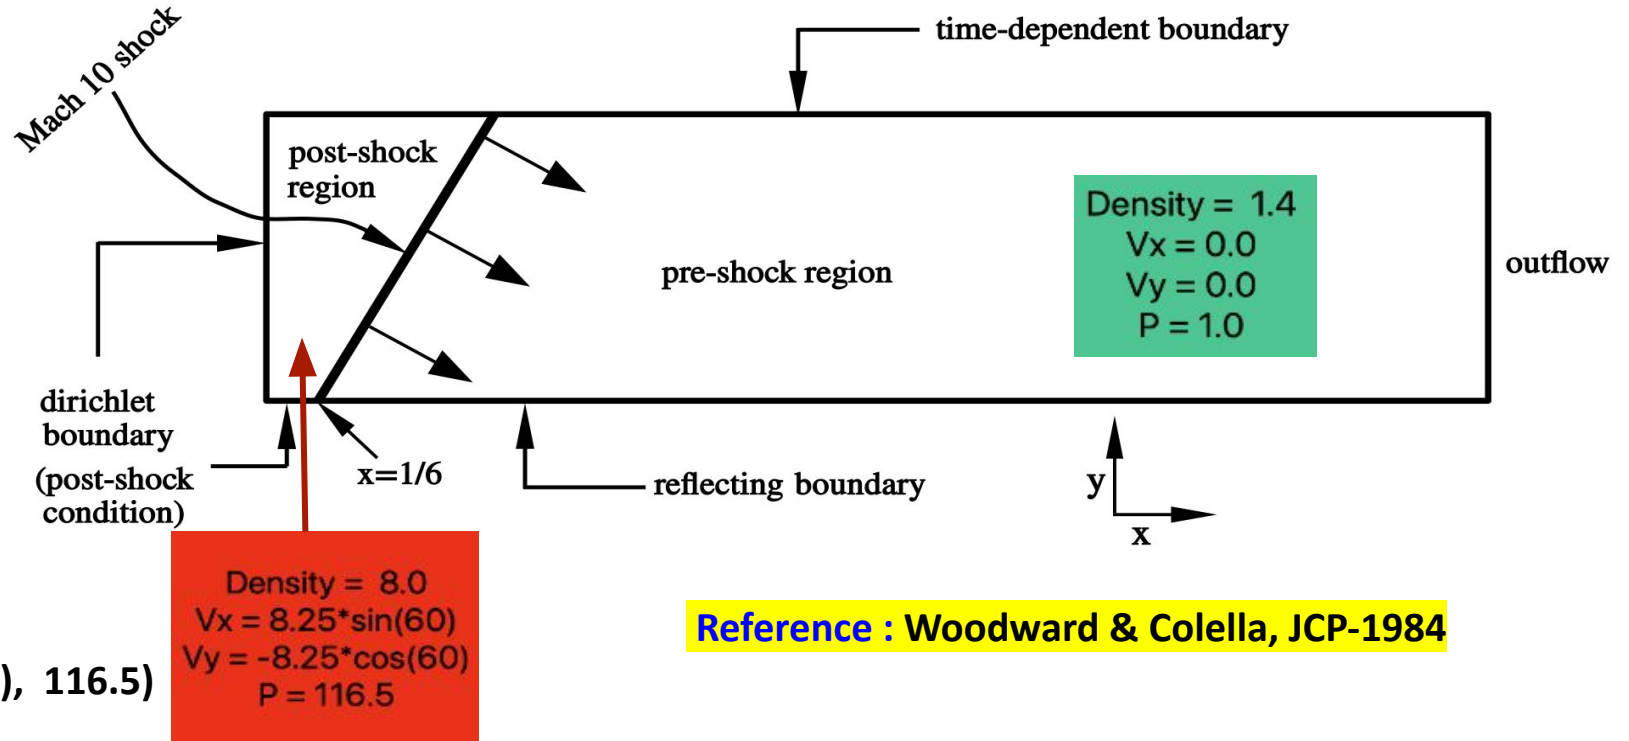 time-dependent boundary
Mach 10 shock
post-shock
region
Density = 1.4
Vx = 0.0
Vy = 0.0
P = 1.0
pre-shock region
outflow
dirichlet
boundary
(post-shock
condition)
x=1/6
reflecting boundary
y
x
Density = 8.0
Vx = 8.25*sin(60)
Vy = -8.25*cos(60)
P = 116.5
Reference : Woodward & Colella, JCP-1984
), 116.5)